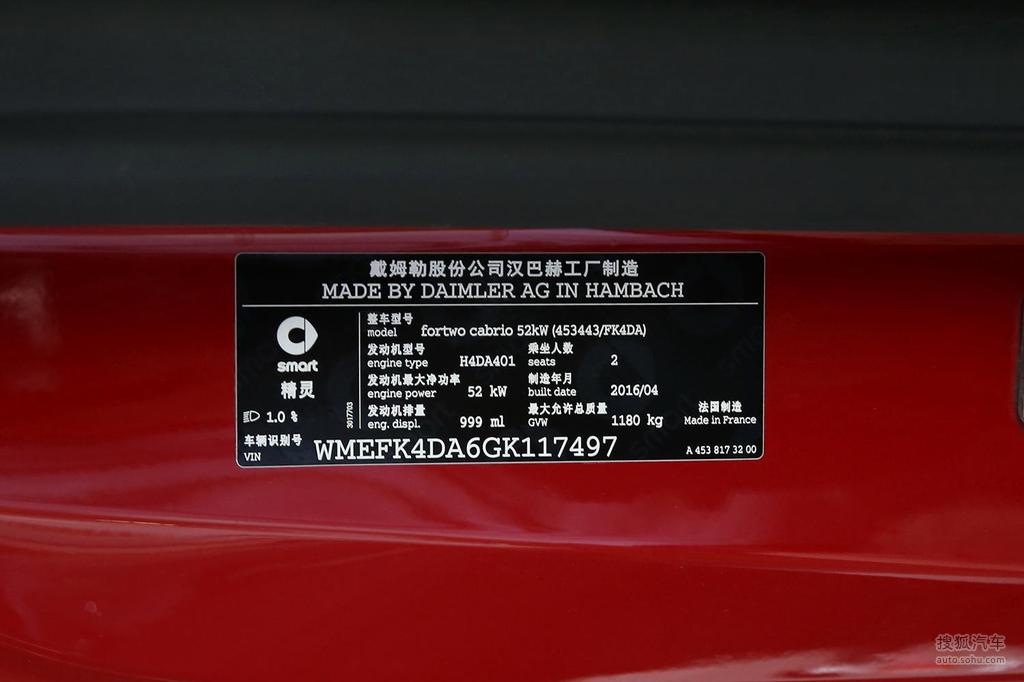 戴姆勒股份公司汉巴赫工厂制造
MADE BY DAIMLER AG IN HAMBACH
smart
精灵
1.0 %
3017703
整车型号
model fortwo cabrio 52kW (453443/FK4DA)
发动机型号 乘坐人数
engine type H4DA401 seats 2
发动机最大净功率 制造年月
engine power 52 kW built date 2016/04
发动机排量 最大允许总质量 法国制造
eng. displ. 999 ml GVW 1180 kg Made in France
车辆识别号
VIN WMEFK4DA6GK117497 A 453 817 32 00
搜狐汽车
auto.sohu.com